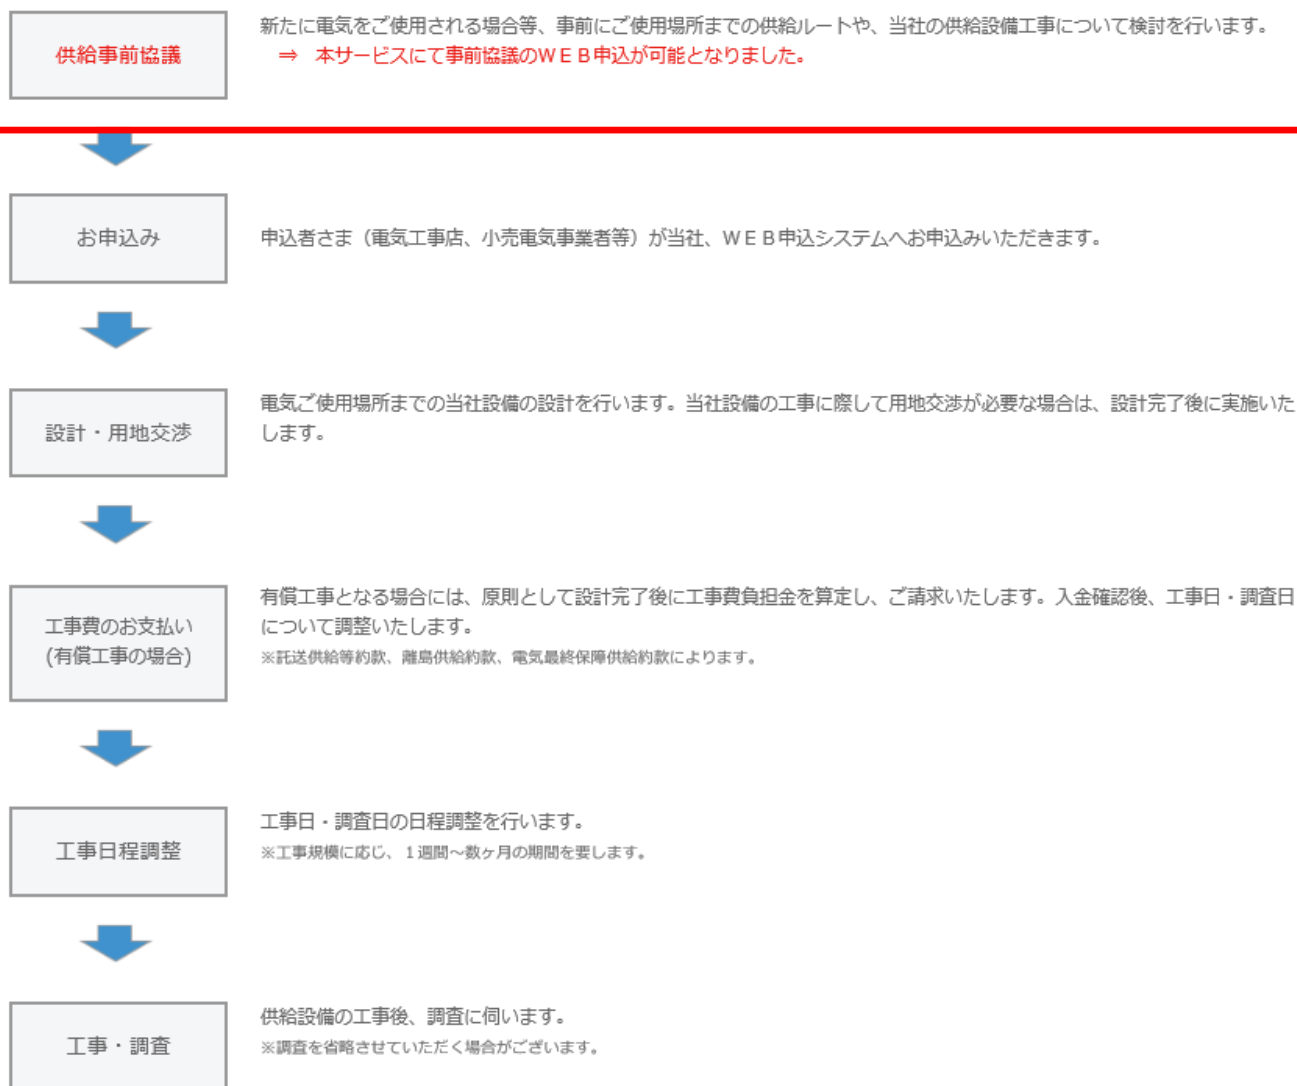 供給事前協議
新たに電気をご使用される場合等、事前にご使用場所までの供給ルートや、当社の供給設備工事について検討を行います。
⇒　本サービスにて事前協議のＷＥＢ申込が可能となりました。
お申込み
申込者さま（電気工事店、小売電気事業者等）が当社、ＷＥＢ申込システムへお申込みいただきます。
設計・用地交渉
電気ご使用場所までの当社設備の設計を行います。当社設備の工事に際して用地交渉が必要な場合は、設計完了後に実施いた
します。
工事費のお支払い
(有償工事の場合)
有償工事となる場合には、原則として設計完了後に工事費負担金を算定し、ご請求いたします。入金確認後、工事日・調査日
について調整いたします。
※託送供給等約款、離島供給約款、電気最終保障供給約款によります。
工事日程調整
工事日・調査日の日程調整を行います。
※工事規模に応じ、１週間～数ヶ月の期間を要します。
工事・調査
供給設備の工事後、調査に伺います。
※調査を省略させていただく場合がございます。